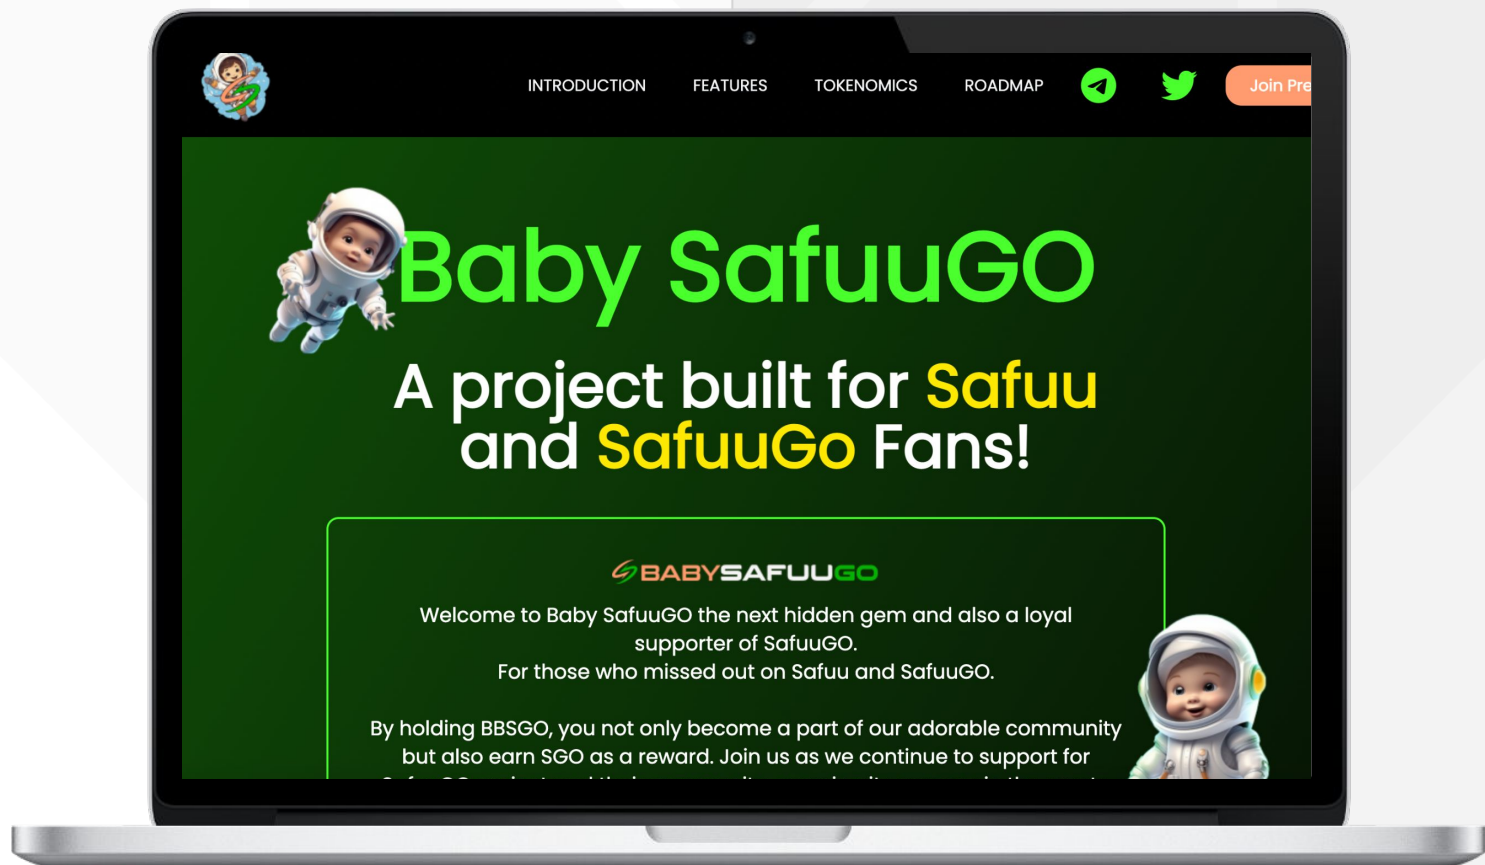 INTRODUCTION FEATURES TOKENOMICS ROADMAP Join Pre
Baby SafuuGO
A project built for Safuu
and SafuuGo Fans!
BABYSAFUUGO
Welcome to Baby SafuuGO the next hidden gem and also a loyal
supporter of SafuuGO.
For those who missed out on Safuu and SafuuGO.
By holding BBSGO, you not only become a part of our adorable community
but also earn SGO as a reward. Join us as we continue to support for